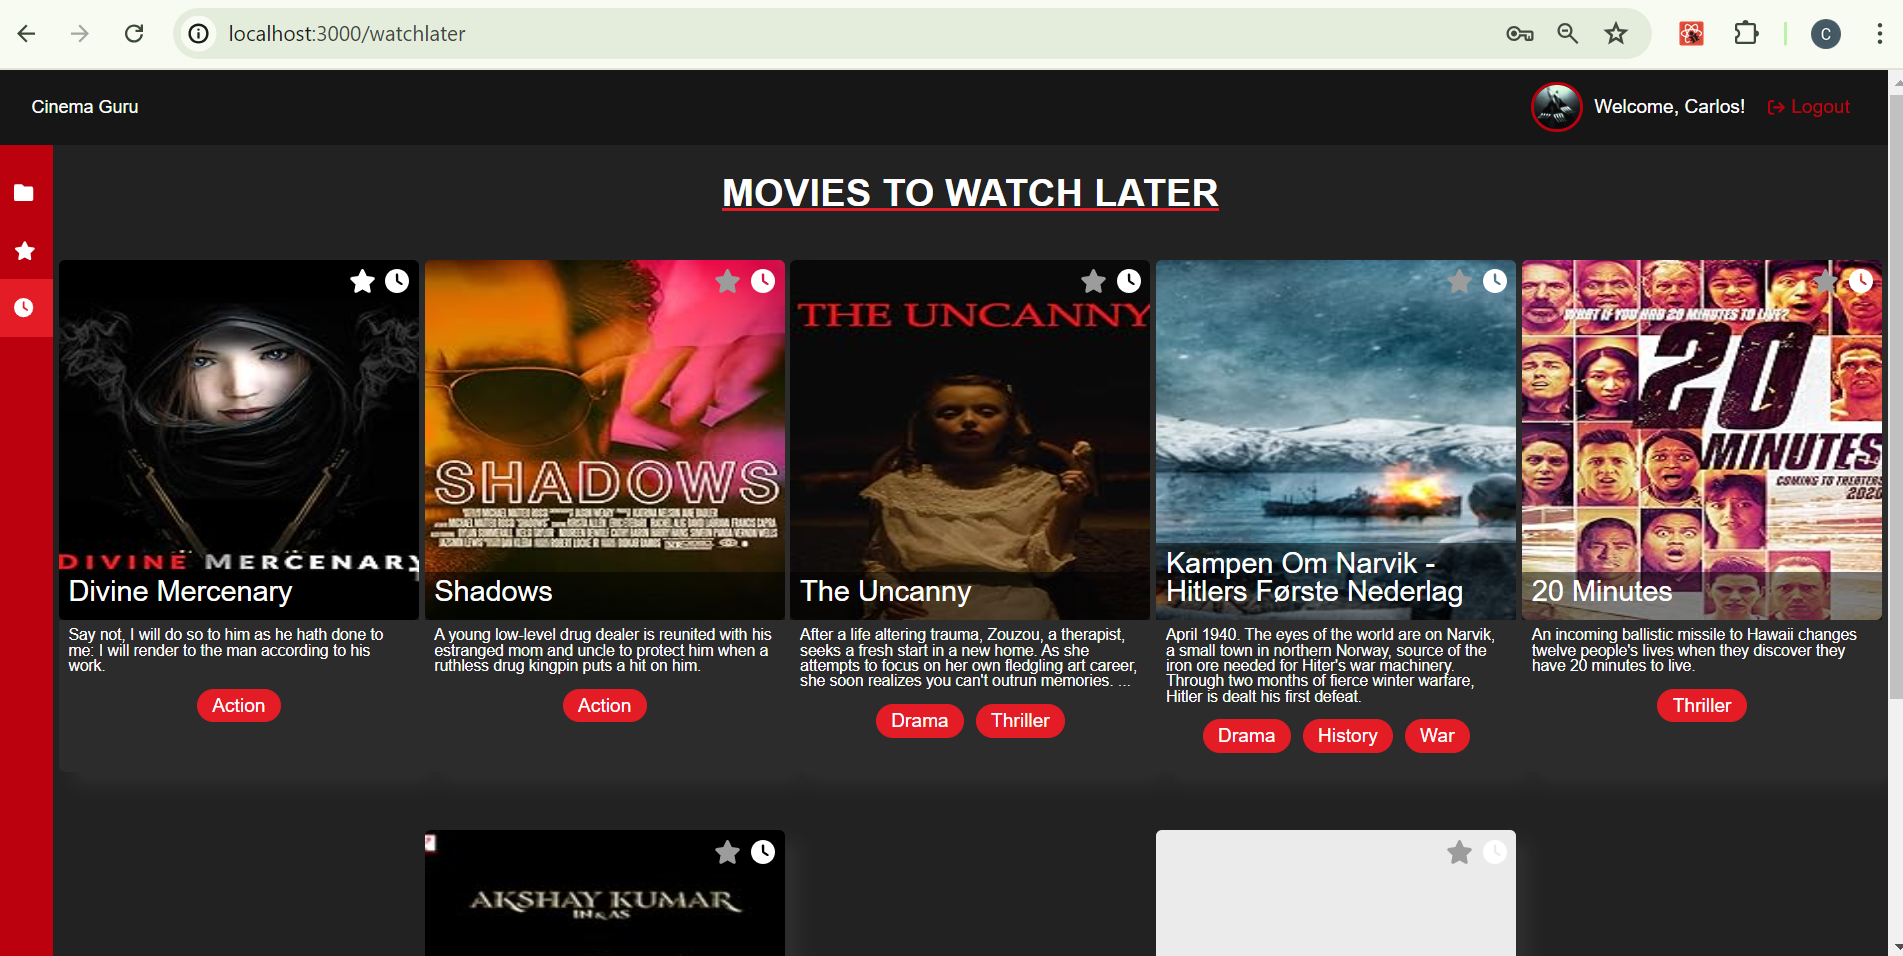 localhost:3000/watchlater
C
Cinema Guru
Welcome, Carlos!
Logout
MOVIES TO WATCH LATER
DIVINE MERCENARY
Divine Mercenary
Say not, I will do so to him as he hath done to
me: I will render to the man according to his
work.
Action
SHADOWS
Shadows
A young low-level drug dealer is reunited with his
estranged mom and uncle to protect him when a
ruthless drug kingpin puts a hit on him.
Action
THE UNCANNY
The Uncanny
After a life altering trauma, Zouzou, a therapist,
seeks a fresh start in a new home. As she
attempts to focus on her own fledgling art career,
she soon realizes you can't outrun memories. ...
Drama
Thriller
Kampen Om Narvik -
Hitlers Første Nederlag
April 1940. The eyes of the world are on Narvik,
a small town in northern Norway, source of the
iron ore needed for Hiter's war machinery.
Through two months of fierce winter warfare,
Hitler is dealt his first defeat.
Drama
History
War
WHAT IF YOU HAD 20 MINUTES TO LIVE?
20
MINUTES
COMING TO THEATERS
2020
20 Minutes
An incoming ballistic missile to Hawaii changes
twelve people's lives when they discover they
have 20 minutes to live.
Thriller
AKSHAY KUMAR
IN & AS